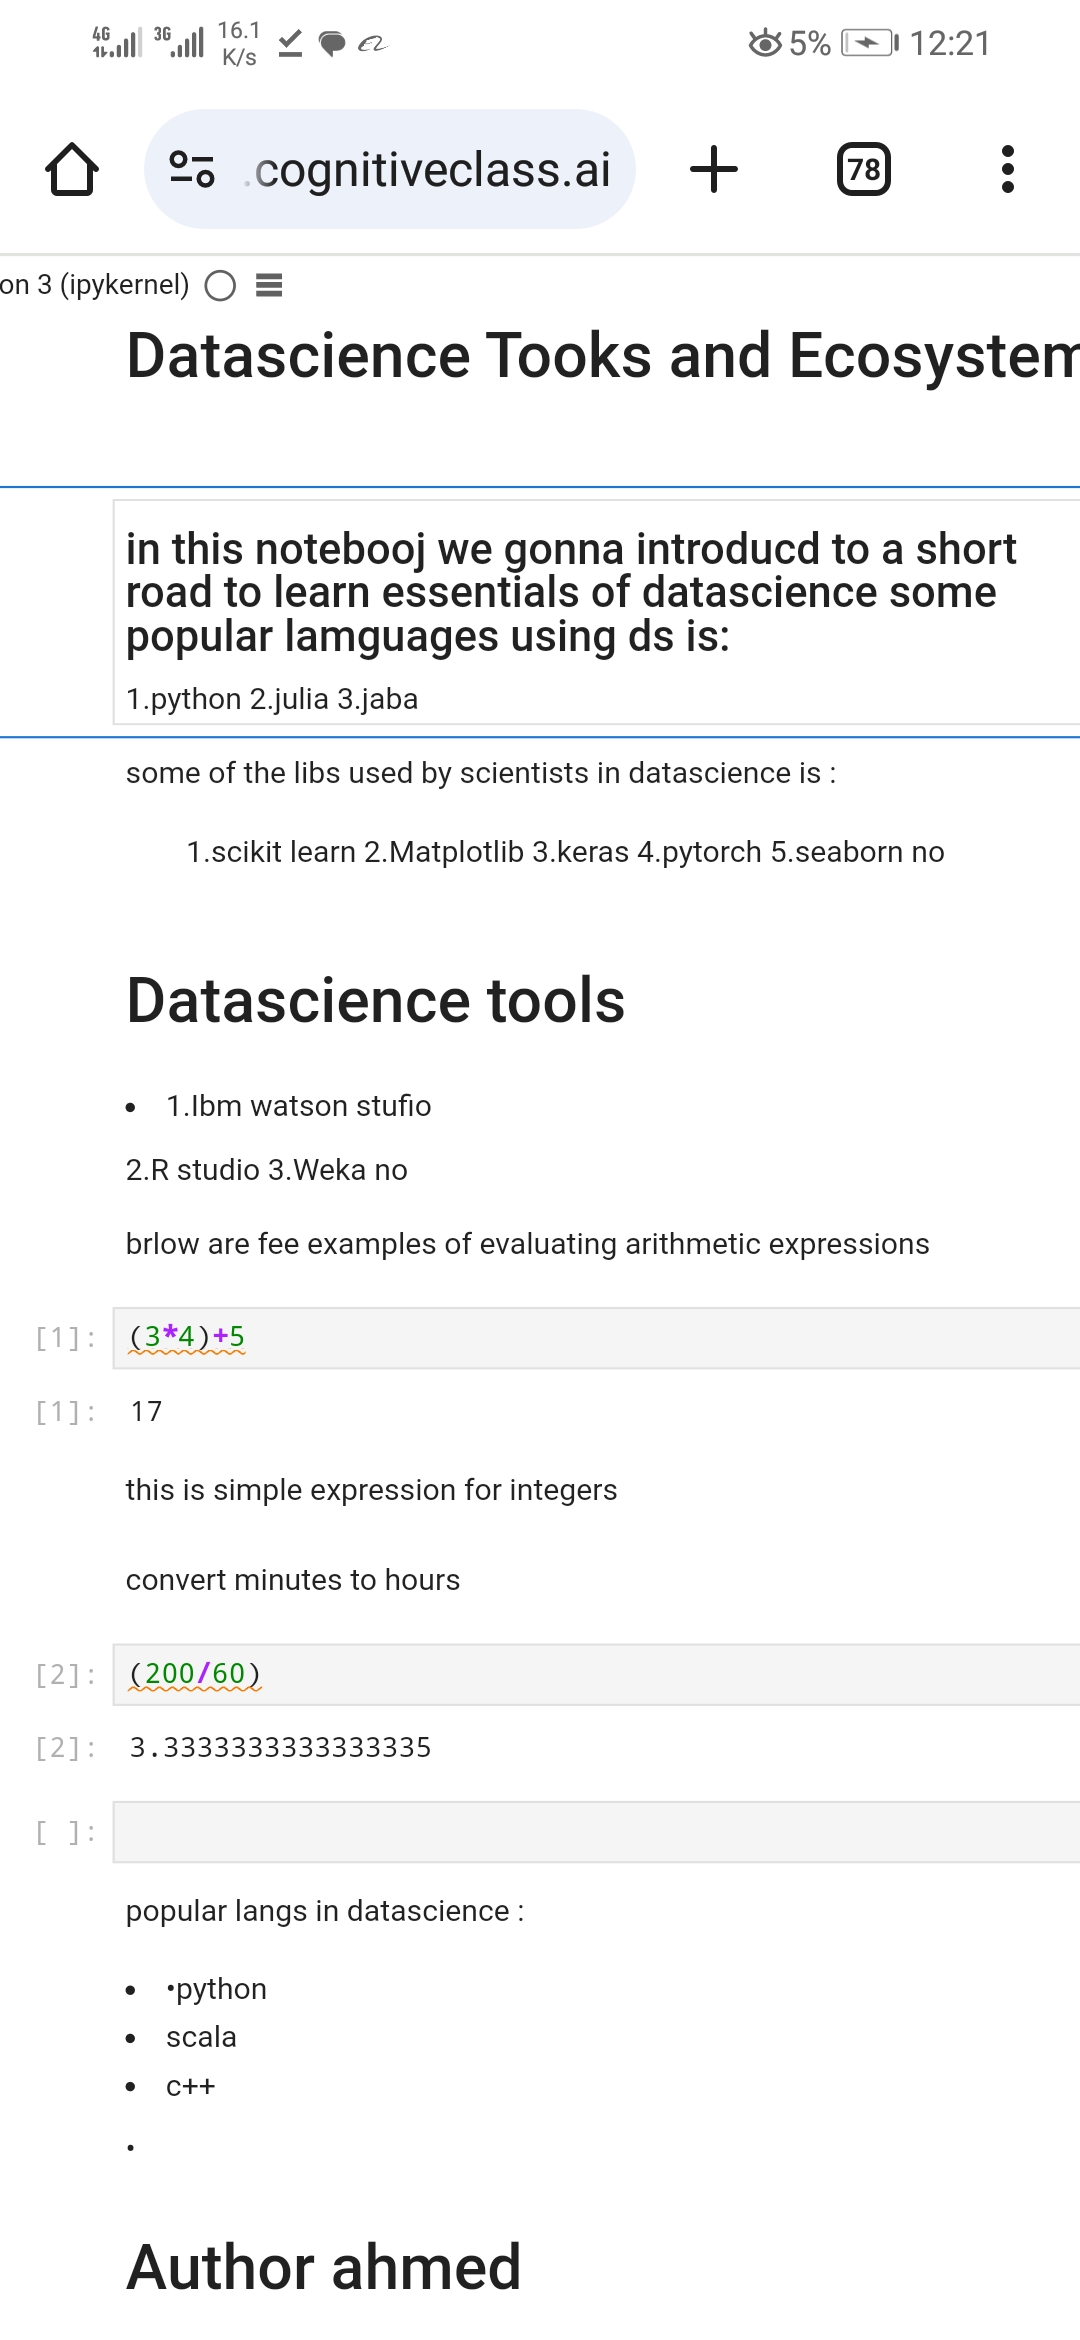 4G 3G 16.1 K/s 5% 12:21
.cognitiveclass.ai 78
on 3 (ipykernel)
Datascience Tooks and Ecosystem
in this notebooj we gonna introducd to a short
road to learn essentials of datascience some
popular lamguages using ds is:
1.python 2.julia 3.jaba
some of the libs used by scientists in datascience is :
1.scikit learn 2.Matplotlib 3.keras 4.pytorch 5.seaborn no
Datascience tools
• 1.Ibm watson stufio
2.R studio 3.Weka no
brlow are fee examples of evaluating arithmetic expressions
[1]: (3*4)+5
[1]: 17
this is simple expression for integers
convert minutes to hours
[2]: (200/60)
[2]: 3.3333333333333335
[ ]:
popular langs in datascience :
• •python
• scala
• c++
•
Author ahmed